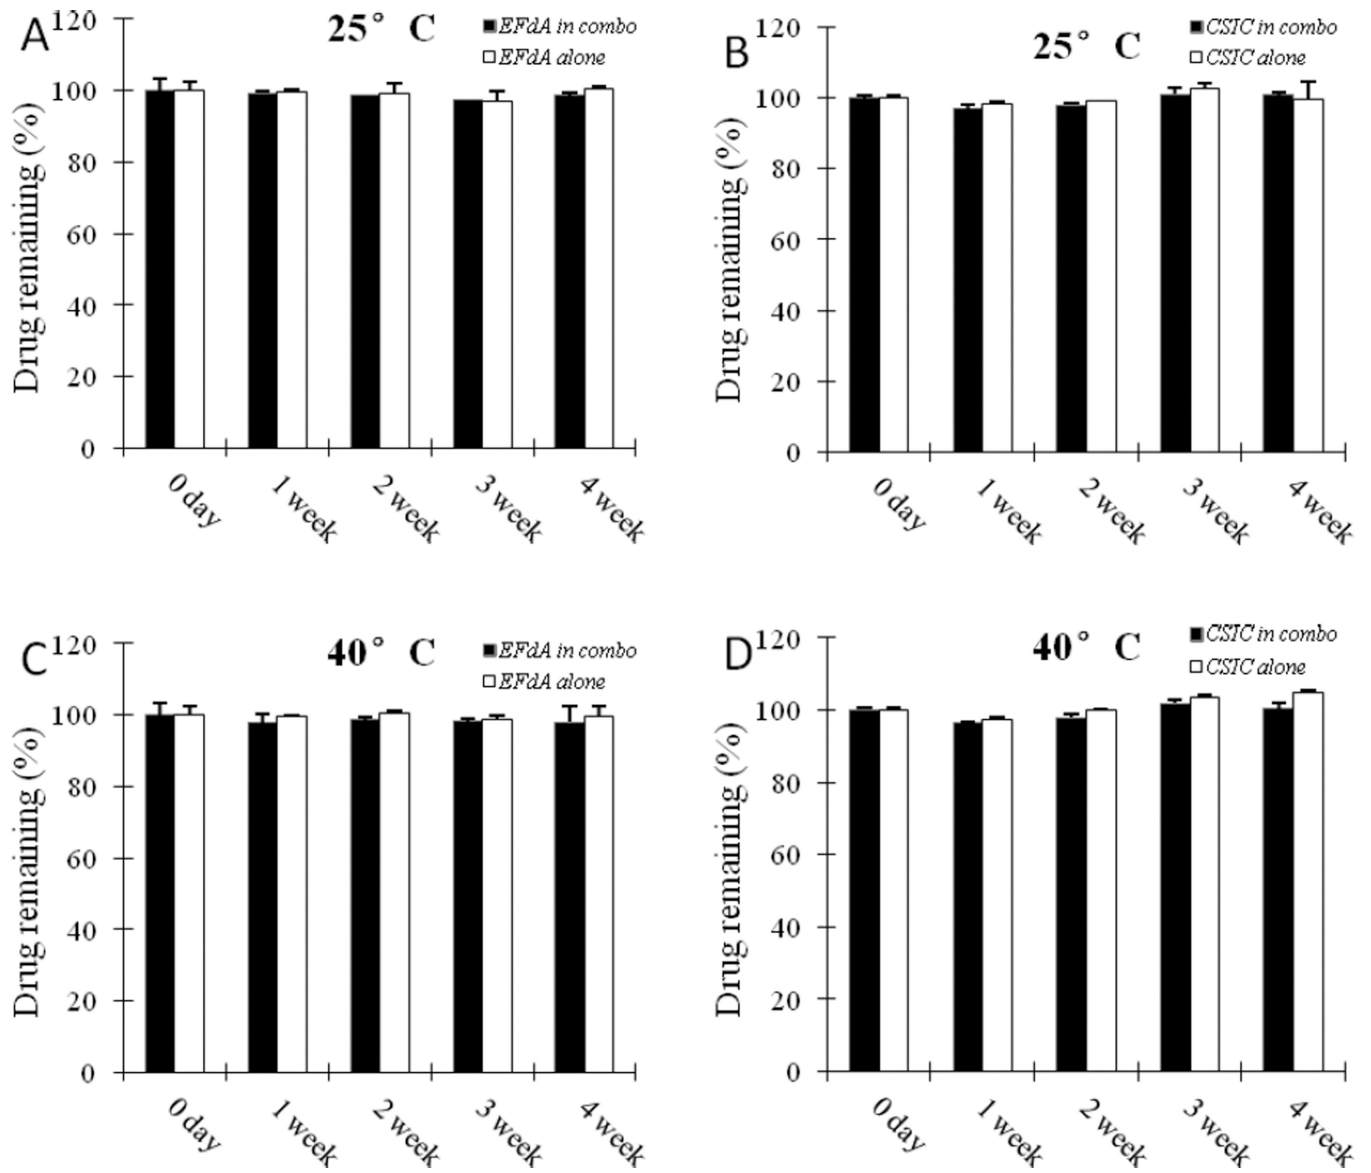 A
25° C
EFdA in combo
EFdA alone
Drug remaining (%)
120
100
80
60
40
20
0
0 day
1 week
2 week
3 week
4 week
B
25° C
CSIC in combo
CSIC alone
Drug remaining (%)
120
100
80
60
40
20
0
0 day
1 week
2 week
3 week
4 week
C
40° C
EFdA in combo
EFdA alone
Drug remaining (%)
120
100
80
60
40
20
0
0 day
1 week
2 week
3 week
4 week
D
40° C
CSIC in combo
CSIC alone
Drug remaining (%)
120
100
80
60
40
20
0
0 day
1 week
2 week
3 week
4 week